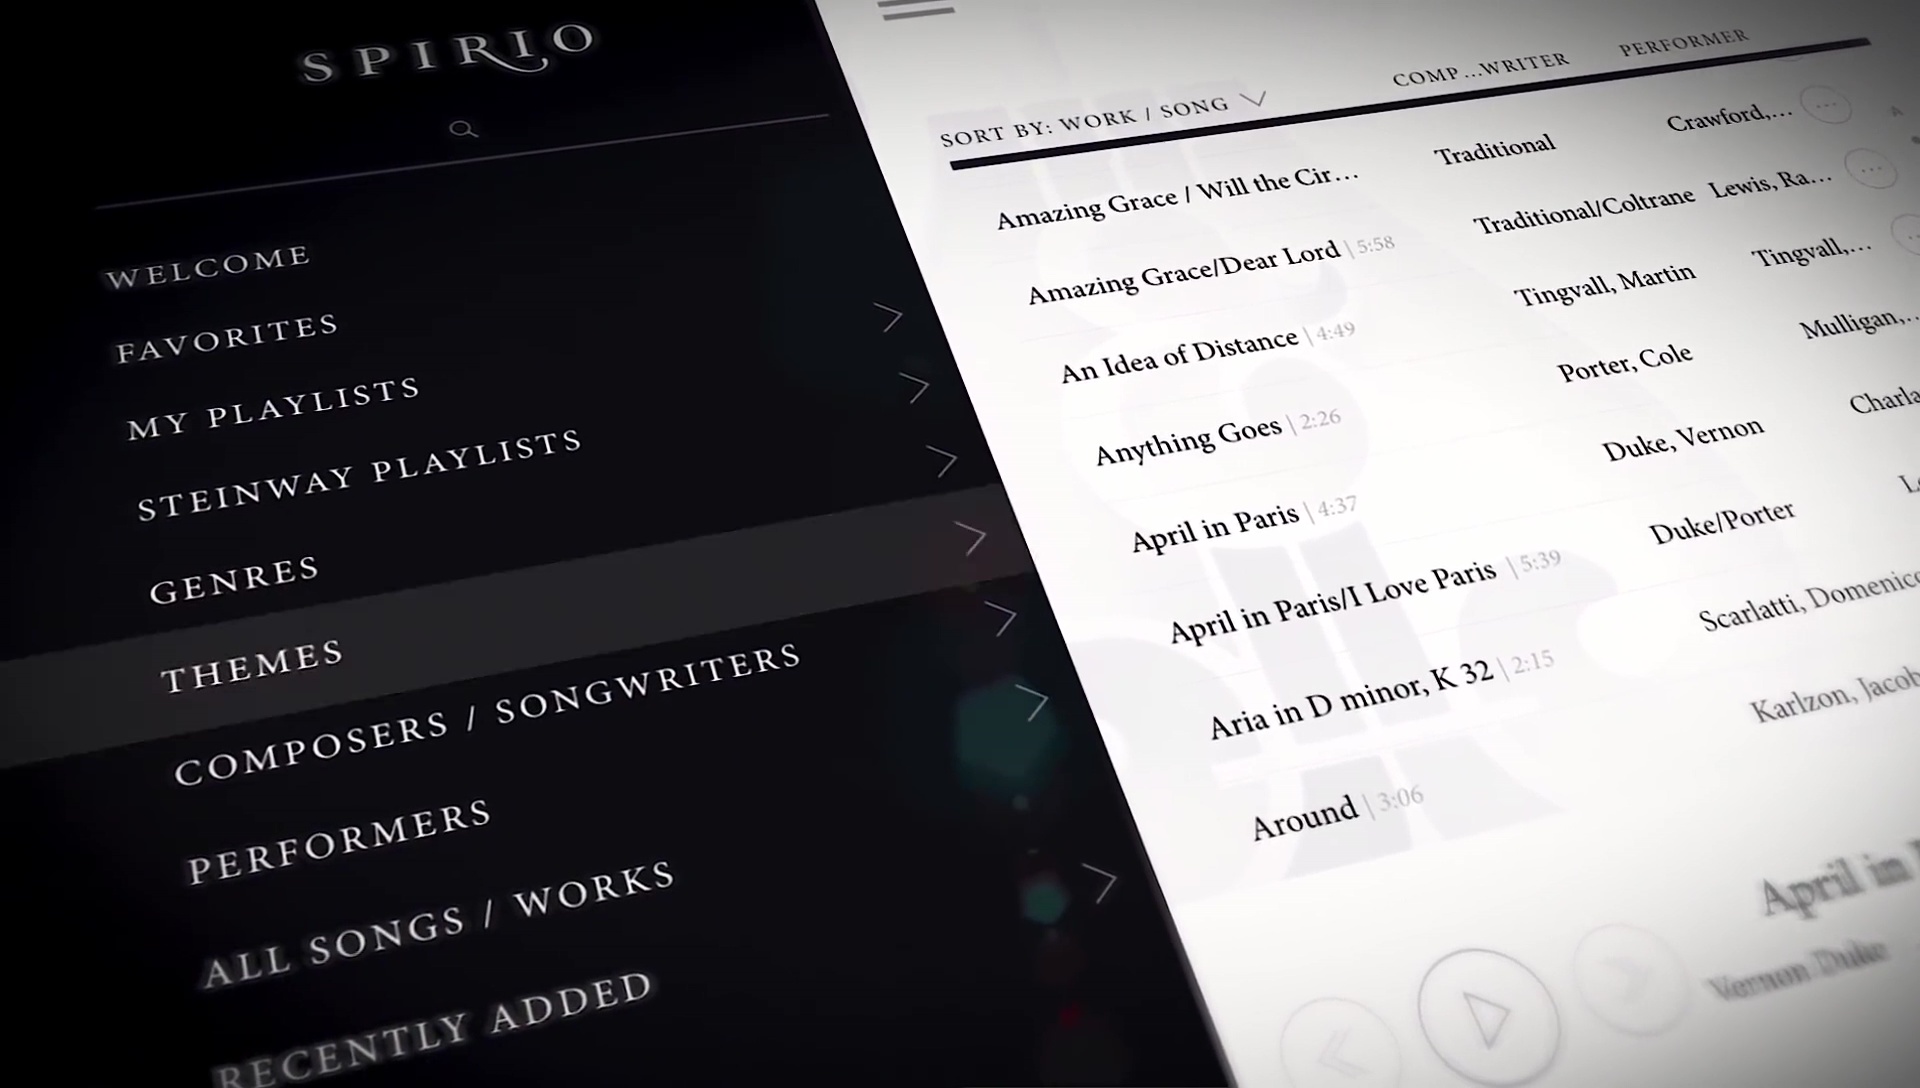 SPIRIO
WELCOME
FAVORITES
MY PLAYLISTS
STEINWAY PLAYLISTS
GENRES
THEMES
COMPOSERS / SONGWRITERS
PERFORMERS
ALL SONGS / WORKS
RECENTLY ADDED
SORT BY: WORK / SONG COMP...WRITER PERFORMER
Amazing Grace / Will the Cir... Traditional Crawford,...
Amazing Grace/Dear Lord | 5:58 Traditional/Coltrane Lewis, Ra...
An Idea of Distance | 4:49 Tingvall, Martin Tingvall,...
Anything Goes | 2:26 Porter, Cole Mulligan,...
April in Paris | 4:37 Duke, Vernon Charla
April in Paris/I Love Paris | 5:39 Duke/Porter
Aria in D minor, K 32 | 2:15 Scarlatti, Domenico
Around | 3:06 Karlzon, Jacob
April in
Vernon Duke